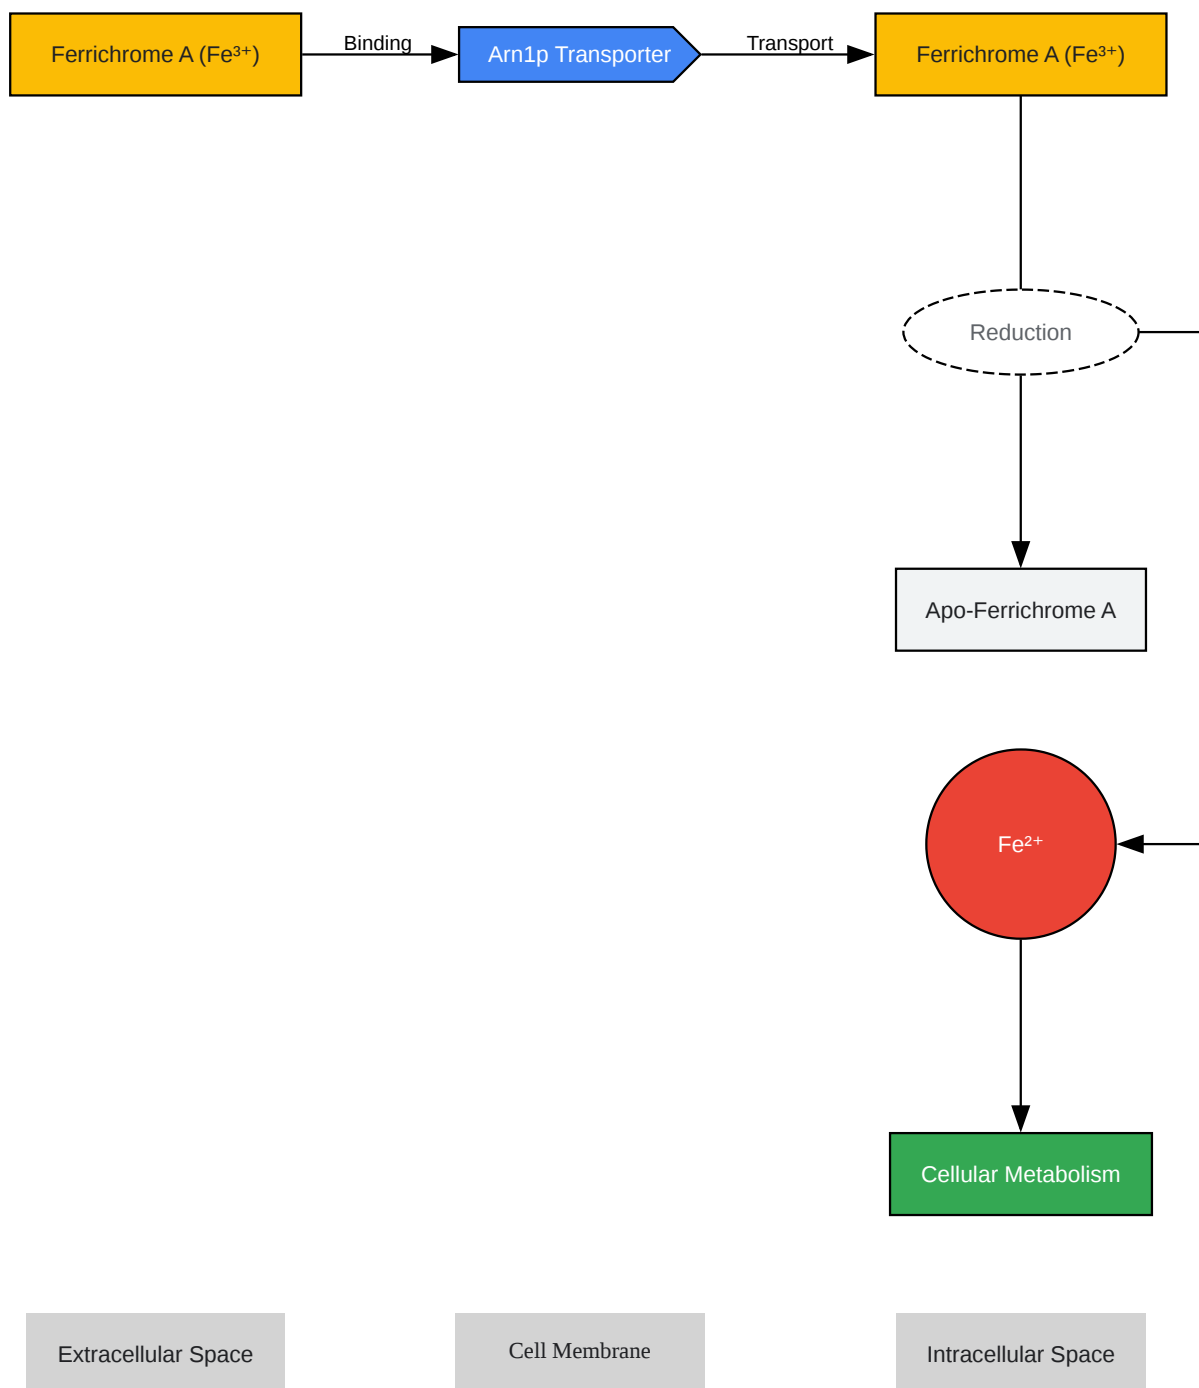 Ferrichrome A (Fe³⁺)
Binding
Arn1p Transporter
Transport
Ferrichrome A (Fe³⁺)
Reduction
Apo-Ferrichrome A
Fe²⁺
Cellular Metabolism
Extracellular Space
Cell Membrane
Intracellular Space